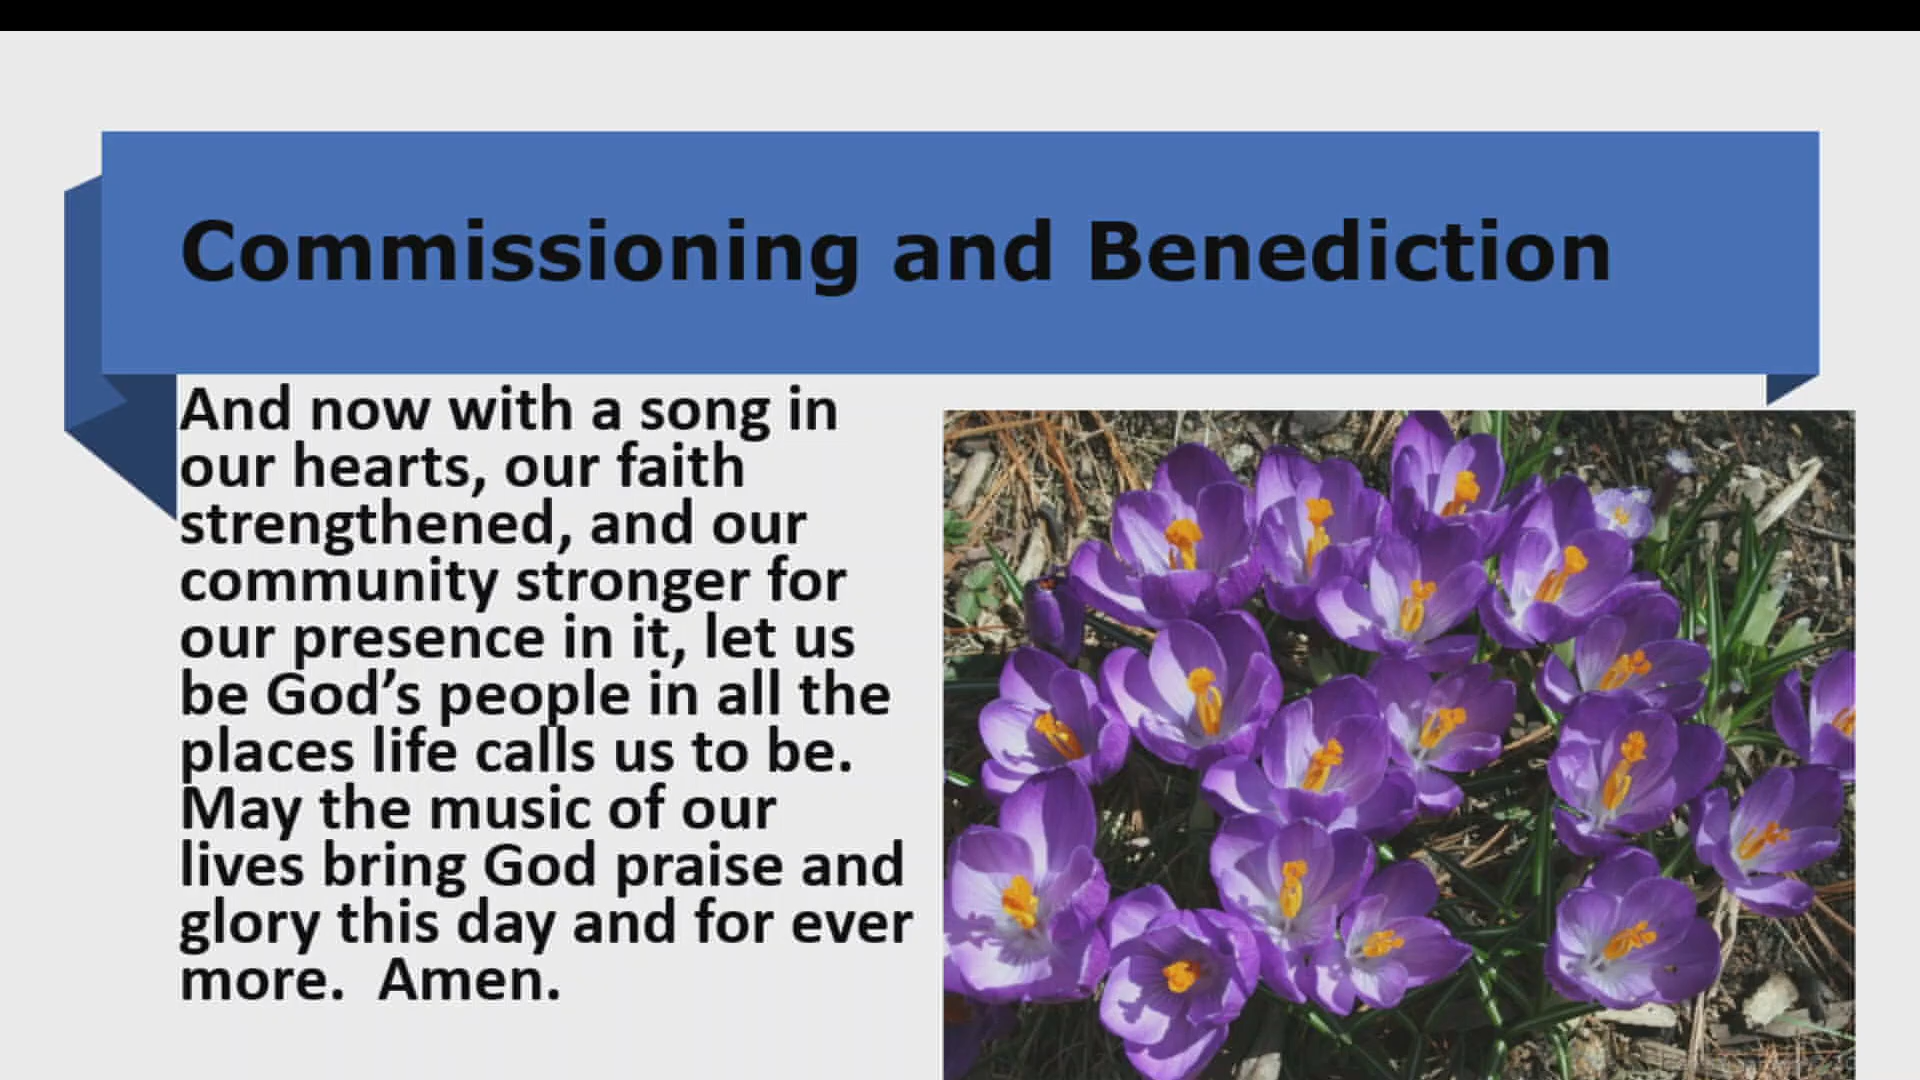 Commissioning and Benediction
And now with a song in
our hearts, our faith
strengthened, and our
community stronger for
our presence in it, let us
be God’s people in all the
places life calls us to be.
May the music of our
lives bring God praise and
glory this day and for ever
more.  Amen.